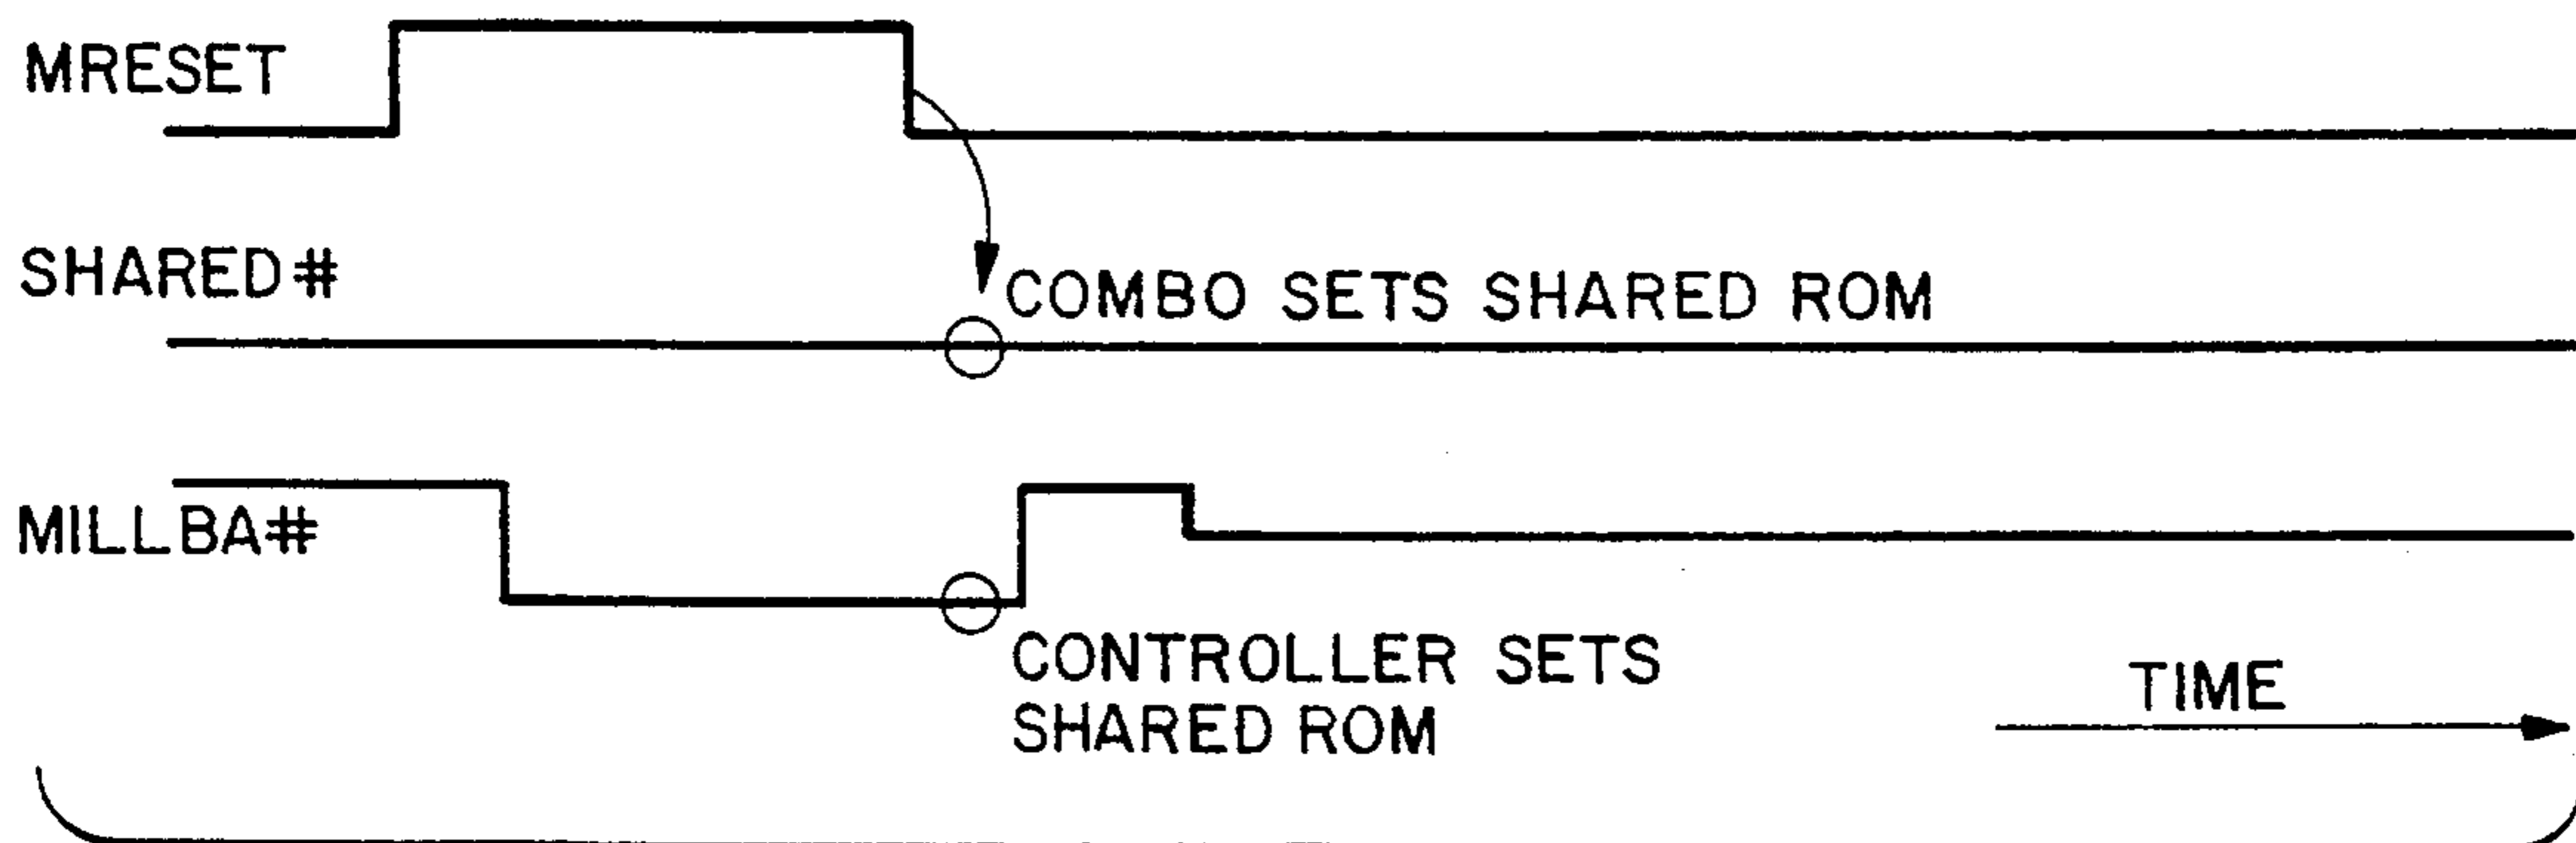 MRESET
SHARED#
COMBO SETS SHARED ROM
MILLBA#
CONTROLLER SETS
SHARED ROM
TIME